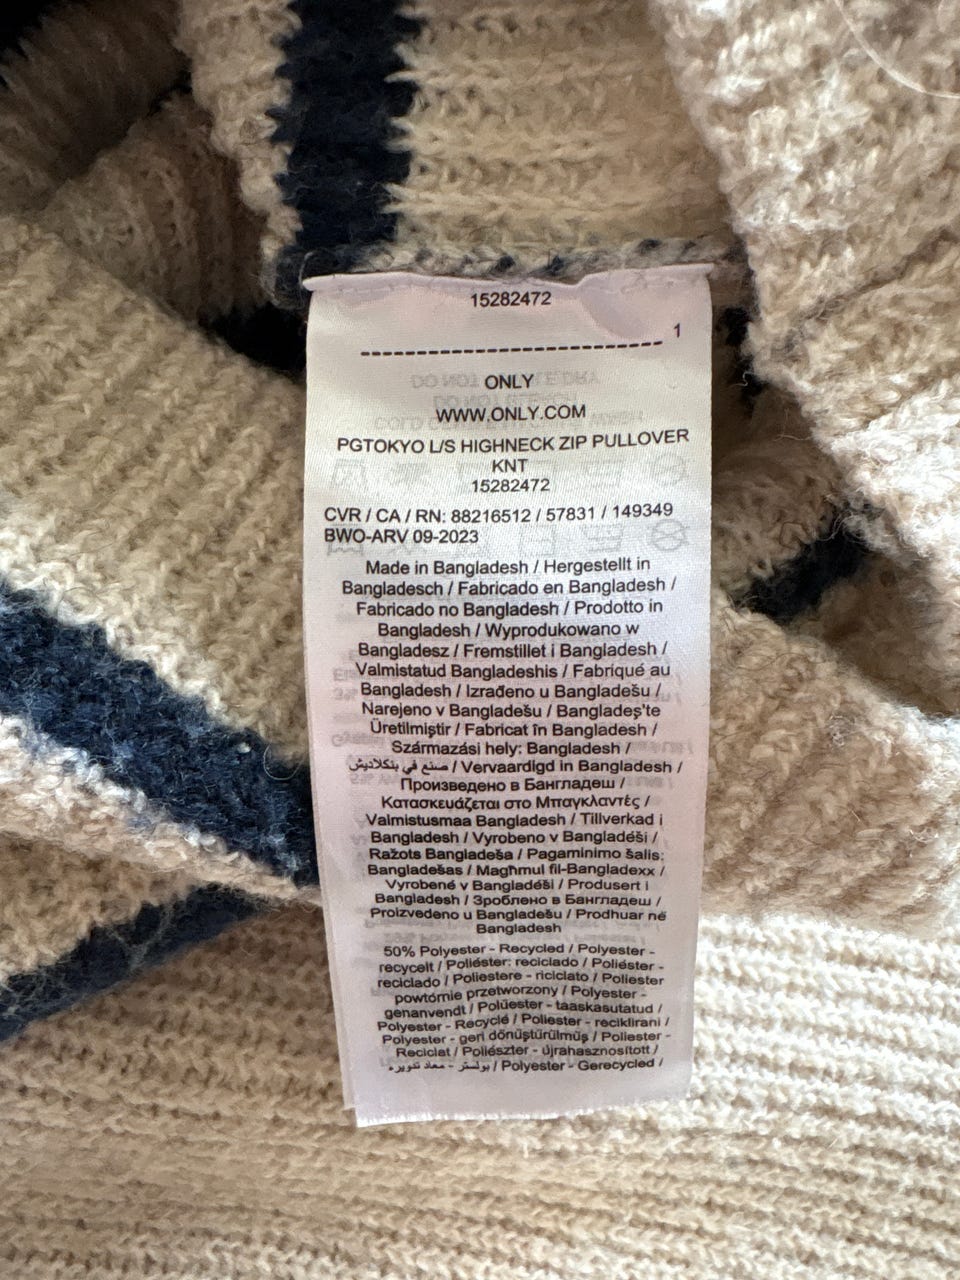 15282472
1
ONLY
WWW.ONLY.COM
PGTOKYO L/S HIGHNECK ZIP PULLOVER
KNT
15282472
CVR / CA / RN: 88216512 / 57831 / 149349
BWO-ARV 09-2023
Made in Bangladesh / Hergestellt in
Bangladesch / Fabricado en Bangladesh /
Fabricado no Bangladesh / Prodotto in
Bangladesh / Wyprodukowano w
Bangladesz / Fremstillet i Bangladesh /
Valmistatud Bangladeshis / Fabriqué au
Bangladesh / Izrađeno u Bangladešu /
Narejeno v Bangladešu / Bangladeş'te
Üretilmiştir / Fabricat în Bangladesh /
Származási hely: Bangladesh /
صنع في بنكلاديش / Vervaardigd in Bangladesh /
Произведено в Бангладеш /
Κατασκευάζεται στο Μπαγκλαντές /
Valmistusmaa Bangladesh / Tillverkad i
Bangladesh / Vyrobeno v Bangladéši /
Ražots Bangladeša / Pagaminimo šalis:
Bangladešas / Magħmul fil-Bangladexx /
Vyrobené v Bangladéši / Produsert i
Bangladesh / Зроблено в Бангладеш /
Proizvedeno u Bangladešu / Prodhuar në
Bangladesh
50% Polyester - Recycled / Polyester -
recycelt / Poliéster: reciclado / Poliéster -
reciclado / Poliestere - riciclato / Poliester
powtórnie przetworzony / Polyester -
genanvendt / Polüester - taaskasutatud /
Polyester - Recyclé / Poliester - reciklirani /
Polyester - geri dönüştürülmüş / Poliester -
Reciclat / Poliészter - újrahasznosított /
بولستر - معاد تدويره / Polyester - Gerecycled /